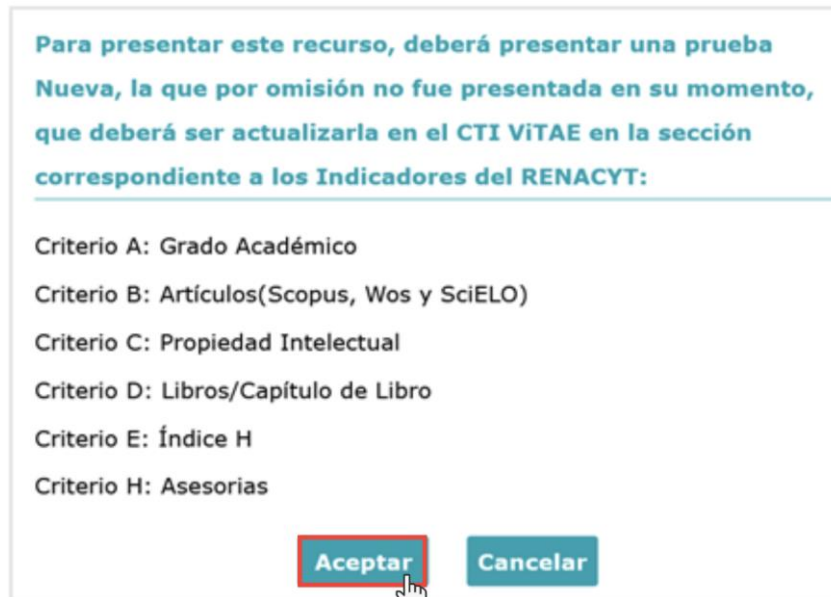 Para presentar este recurso, deberá presentar una prueba
Nueva, la que por omisión no fue presentada en su momento,
que deberá ser actualizarla en el CTI ViTAE en la sección
correspondiente a los Indicadores del RENACYT:
Criterio A: Grado Académico
Criterio B: Artículos(Scopus, Wos y SciELO)
Criterio C: Propiedad Intelectual
Criterio D: Libros/Capítulo de Libro
Criterio E: Índice H
Criterio H: Asesorias
Aceptar Cancelar